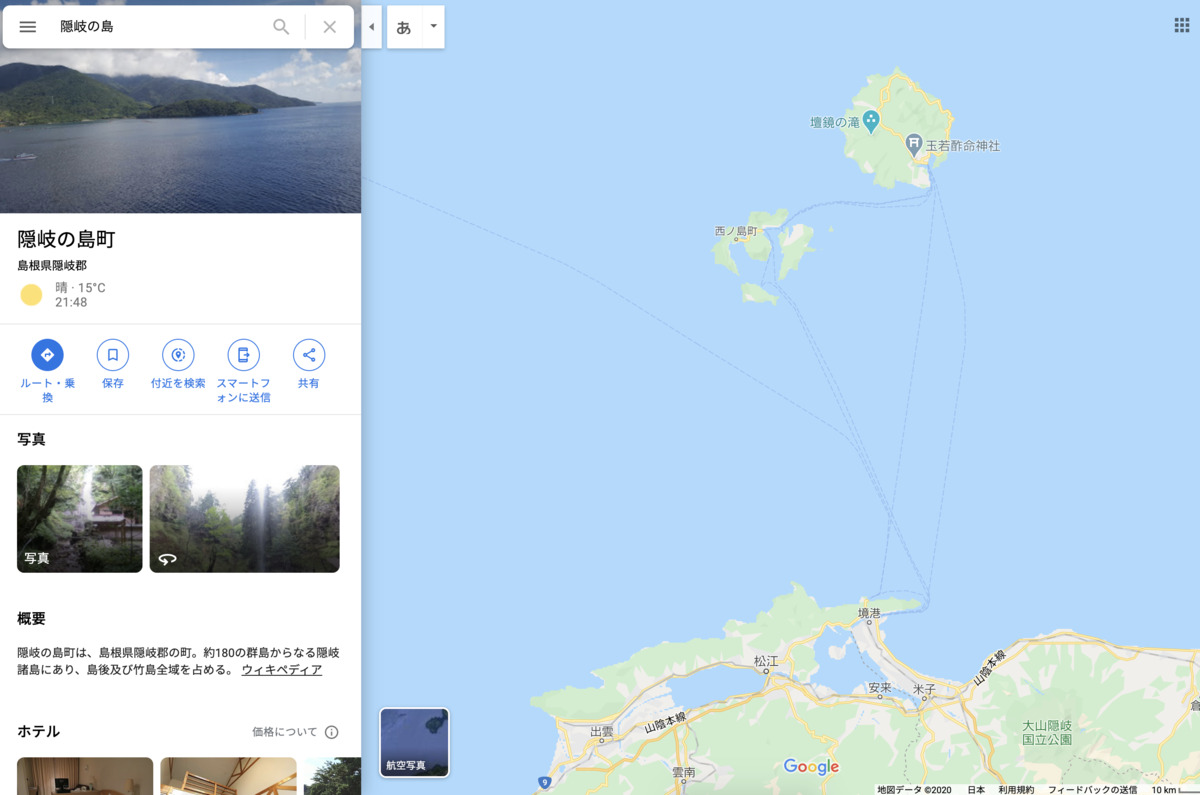 隠岐の島
あ
隠岐の島町
島根県隠岐郡
晴 · 15°C
21:48
ルート・乗
換
保存
付近を検索
スマートフ
ォンに送信
共有
写真
写真
概要
隠岐の島町は、島根県隠岐郡の町。約180の群島からなる隠岐
諸島にあり、島後及び竹島全域を占める。 ウィキペディア
ホテル
価格について
壇鏡の滝
玉若酢命神社
西ノ島町
境港
松江
安来
米子
山陰本線
出雲
山陰本線
大山隠岐
国立公園
倉
雲南
9
航空写真
Google
地図データ ©2020
日本
利用規約
フィードバックの送信
10 km